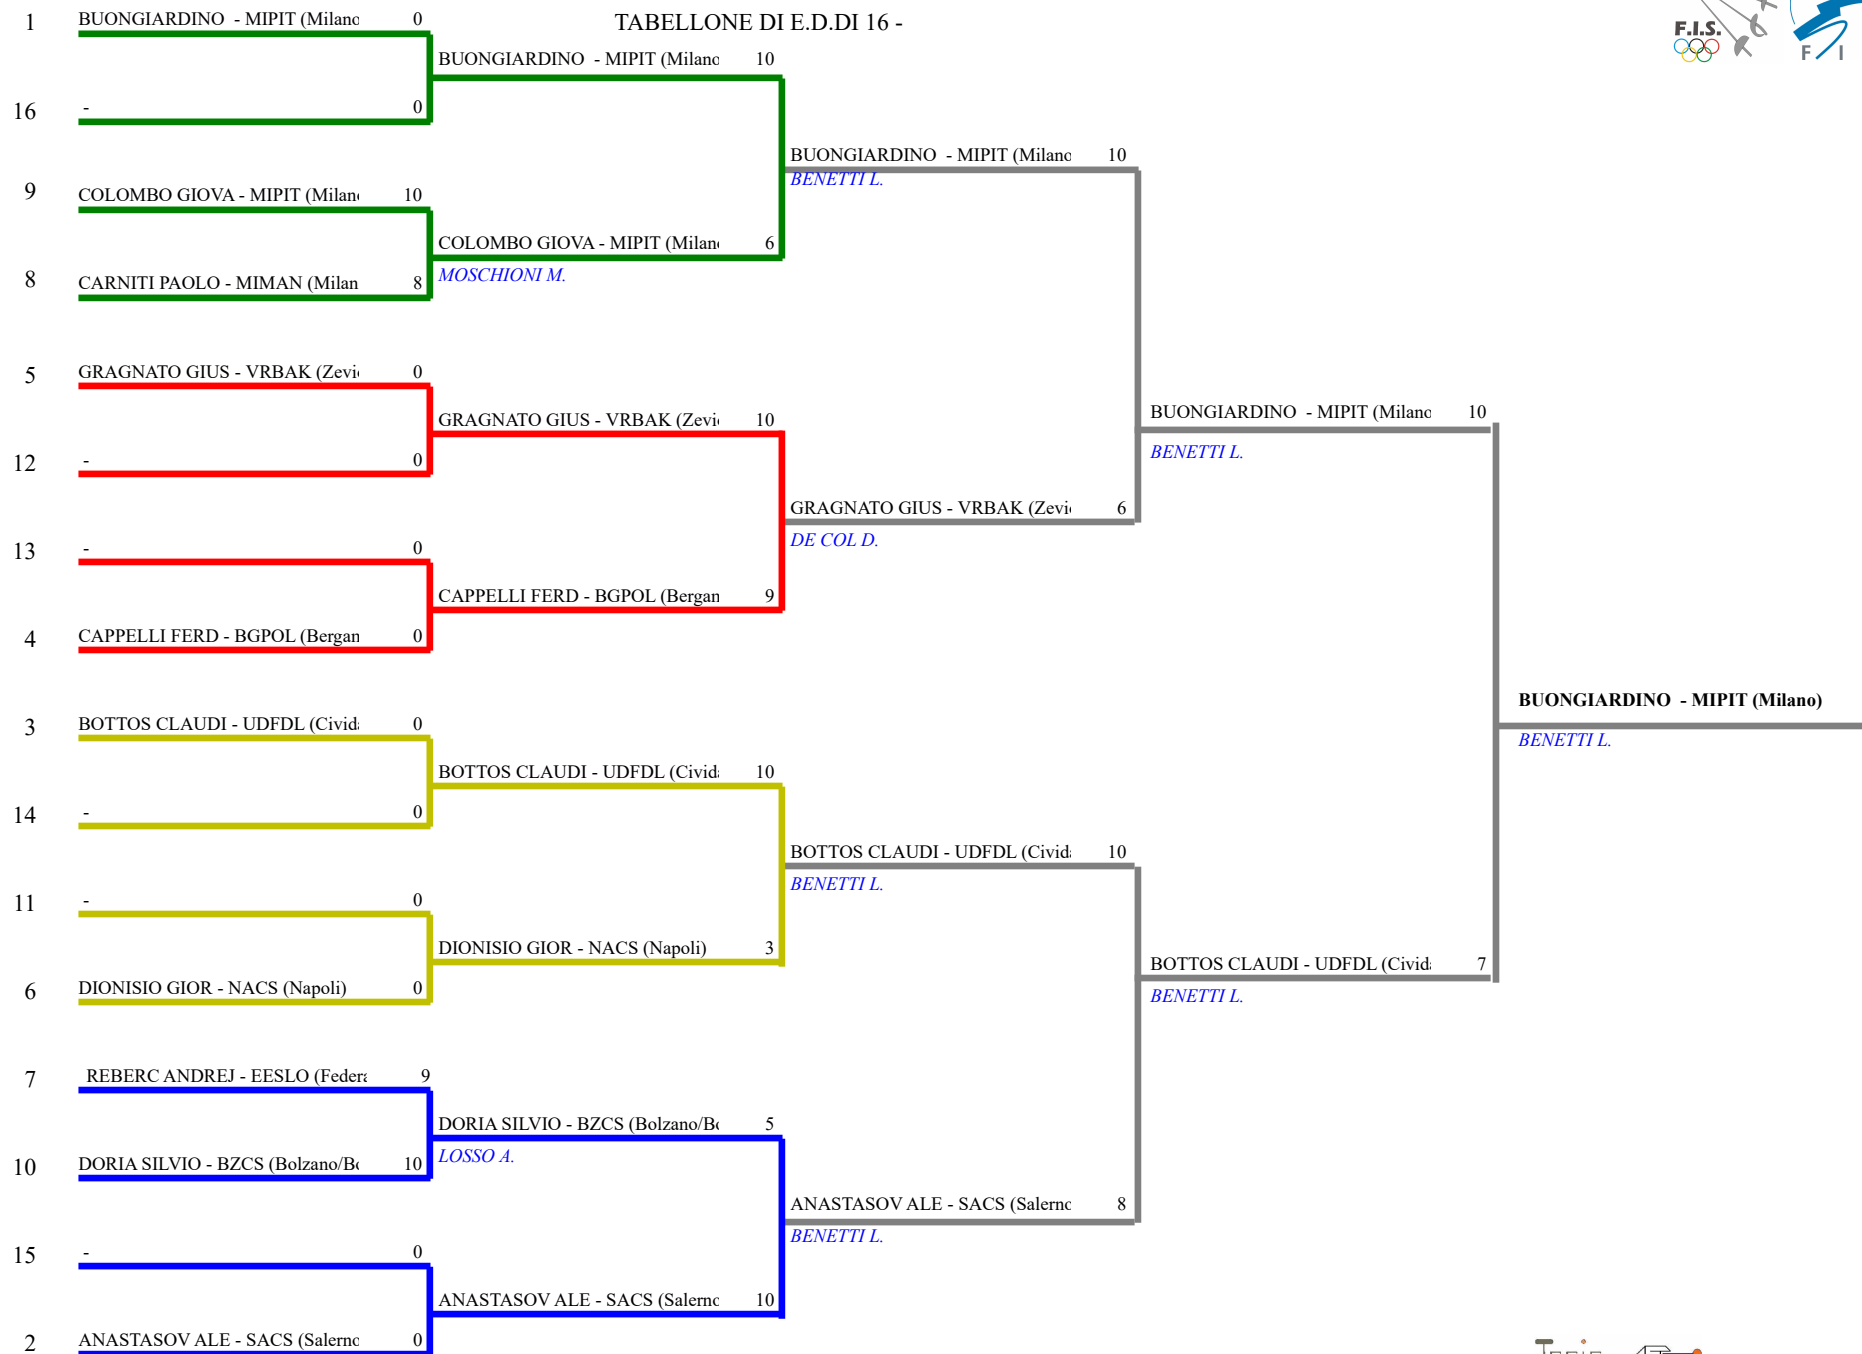 TABELLONE DI E.D.DI 16 -
F.I.S.
F I
1 BUONGIARDINO - MIPIT (Milano 0
BUONGIARDINO - MIPIT (Milano 10
16 - 0
BUONGIARDINO - MIPIT (Milano 10
BENETTI L.
9 COLOMBO GIOVA - MIPIT (Milan 10
COLOMBO GIOVA - MIPIT (Milan 6
MOSCHIONI M.
8 CARNITI PAOLO - MIMAN (Milan 8
5 GRAGNATO GIUS - VRBAK (Zevi 0
BUONGIARDINO - MIPIT (Milano 10
GRAGNATO GIUS - VRBAK (Zevi 10
BENETTI L.
12 - 0
GRAGNATO GIUS - VRBAK (Zevi 6
DE COL D.
13 - 0
CAPPELLI FERD - BGPOL (Bergan 9
4 CAPPELLI FERD - BGPOL (Bergan 0
BUONGIARDINO - MIPIT (Milano)
BENETTI L.
3 BOTTOS CLAUDI - UDFDL (Civid 0
BOTTOS CLAUDI - UDFDL (Civid 10
14 - 0
BOTTOS CLAUDI - UDFDL (Civid 10
BENETTI L.
11 - 0
DIONISIO GIOR - NACS (Napoli) 3
BOTTOS CLAUDI - UDFDL (Civid 7
BENETTI L.
6 DIONISIO GIOR - NACS (Napoli) 0
7 REBERC ANDREJ - EESLO (Feder 9
DORIA SILVIO - BZCS (Bolzano/B 5
LOSSO A.
10 DORIA SILVIO - BZCS (Bolzano/B 10
ANASTASOV ALE - SACS (Salerno 8
BENETTI L.
15 - 0
ANASTASOV ALE - SACS (Salerno 10
2 ANASTASOV ALE - SACS (Salerno 0